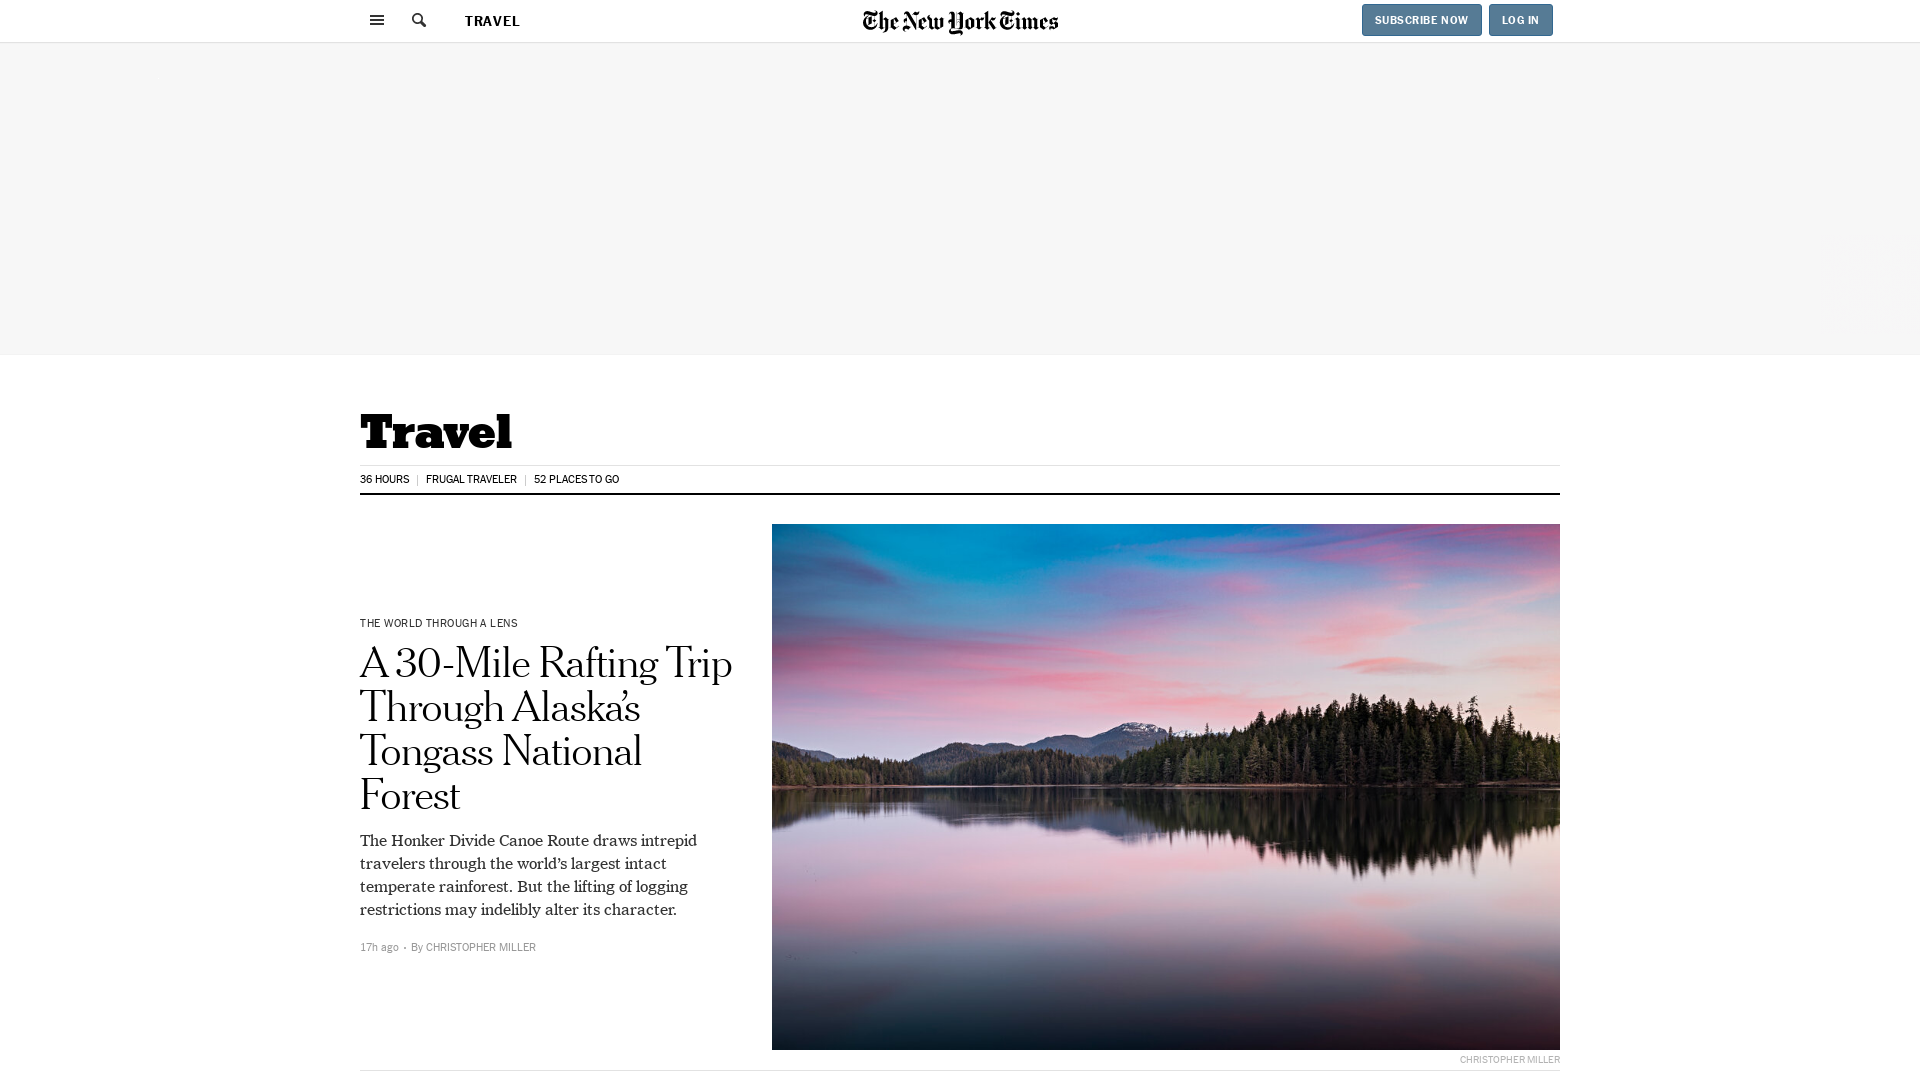 TRAVEL
The New York Times
SUBSCRIBE NOW
LOG IN
Travel
36 HOURS
FRUGAL TRAVELER
52 PLACES TO GO
THE WORLD THROUGH A LENS
A 30-Mile Rafting Trip
Through Alaska’s
Tongass National
Forest
The Honker Divide Canoe Route draws intrepid
travelers through the world’s largest intact
temperate rainforest. But the lifting of logging
restrictions may indelibly alter its character.
17h ago • By CHRISTOPHER MILLER
CHRISTOPHER MILLER